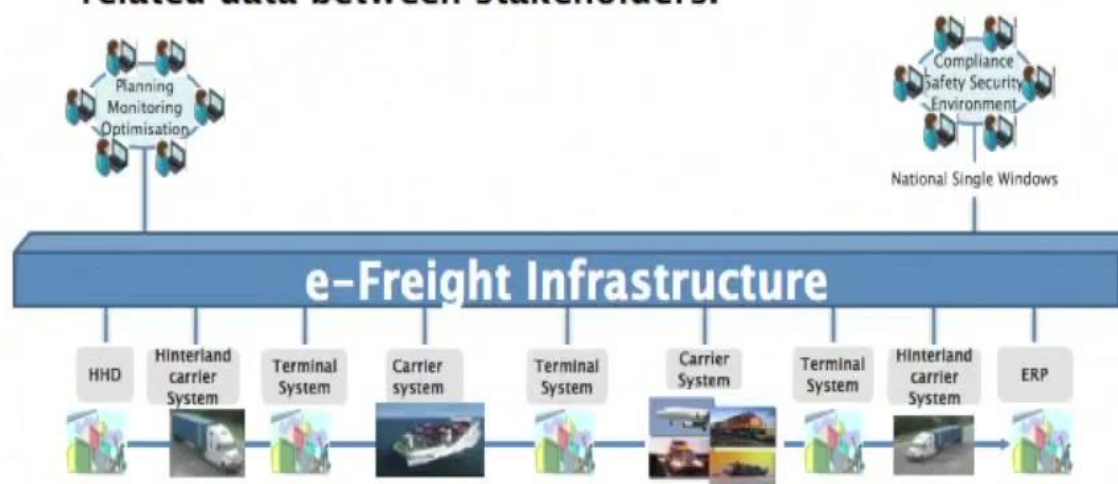 related data between stakeholders.
Planning
Monitoring
Optimisation
Compliance
Safety Security
Environment
National Single Windows
e-Freight Infrastructure
HHD
Hinterland
carrier
System
Terminal
System
Carrier
system
Terminal
System
Carrier
System
Terminal
System
Hinterland
carrier
System
ERP